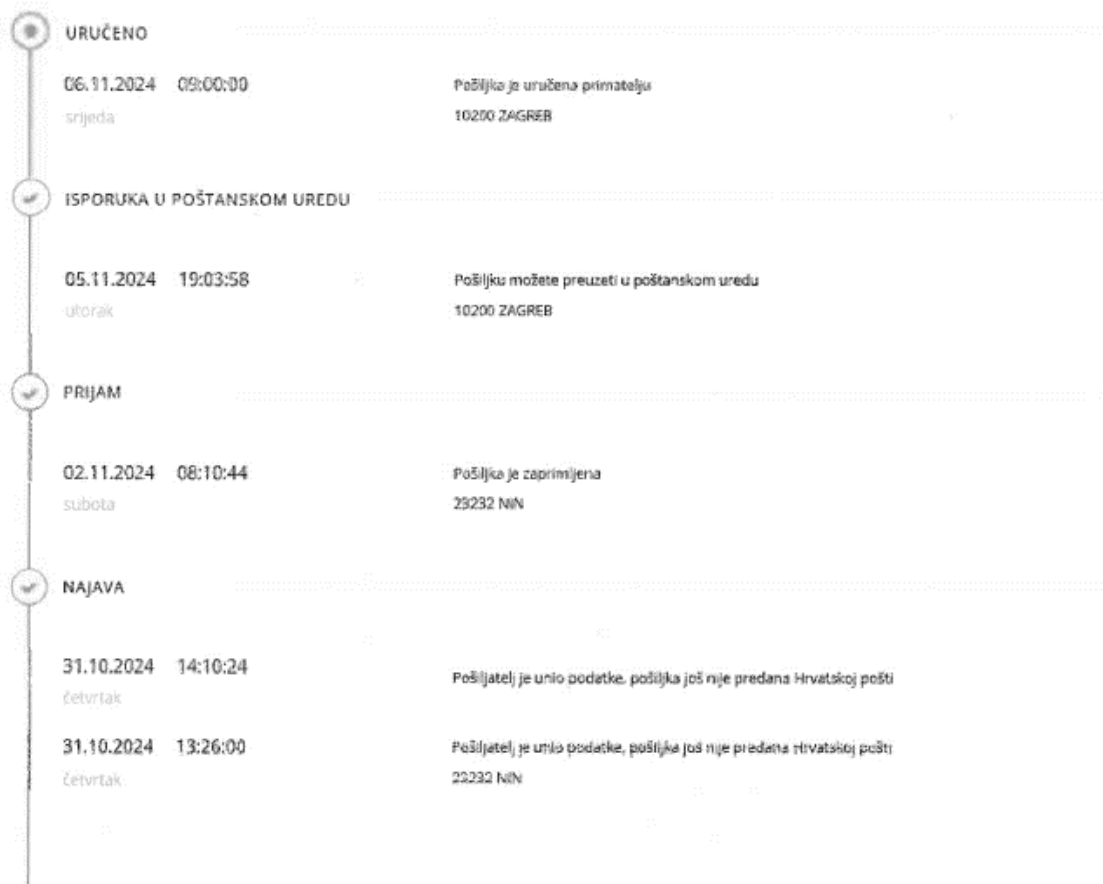 URUČENO
06.11.2024 09:00:00 Pošiljka je uručena primatelju
srijeda 10200 ZAGREB
ISPORUKA U POŠTANSKOM UREDU
05.11.2024 19:03:58 Pošiljku možete preuzeti u poštanskom uredu
utorak 10200 ZAGREB
PRIJAM
02.11.2024 08:10:44 Pošiljka je zaprimljena
subota 23232 NIN
NAJAVA
31.10.2024 14:10:24 Pošiljatelj je unio podatke, pošiljka još nije predana Hrvatskoj pošti
četvrtak
31.10.2024 13:26:00 Pošiljatelj je unio podatke, pošiljka još nije predana Hrvatskoj pošti
četvrtak 23232 NIN